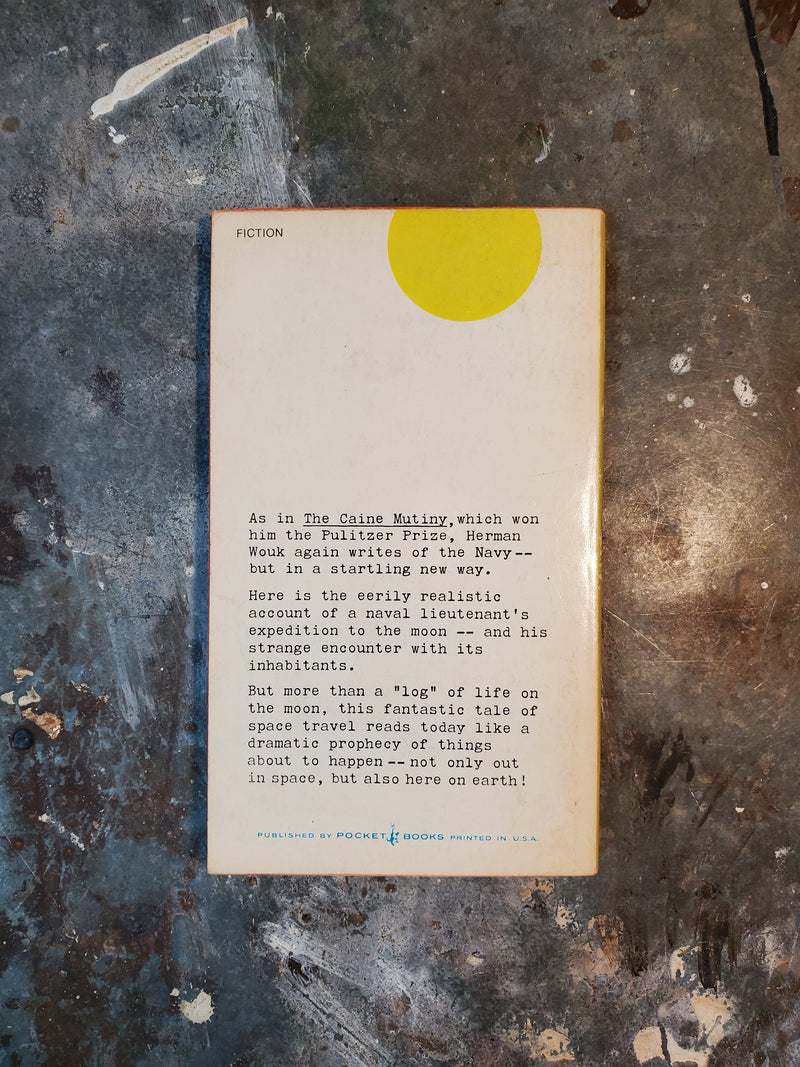 FICTION
As in The Caine Mutiny, which won
him the Pulitzer Prize, Herman
Wouk again writes of the Navy--
but in a startling new way.
Here is the eerily realistic
account of a naval lieutenant's
expedition to the moon -- and his
strange encounter with its
inhabitants.
But more than a "log" of life on
the moon, this fantastic tale of
space travel reads today like a
dramatic prophecy of things
about to happen -- not only out
in space, but also here on earth!
PUBLISHED BY POCKET BOOKS PRINTED IN U.S.A.